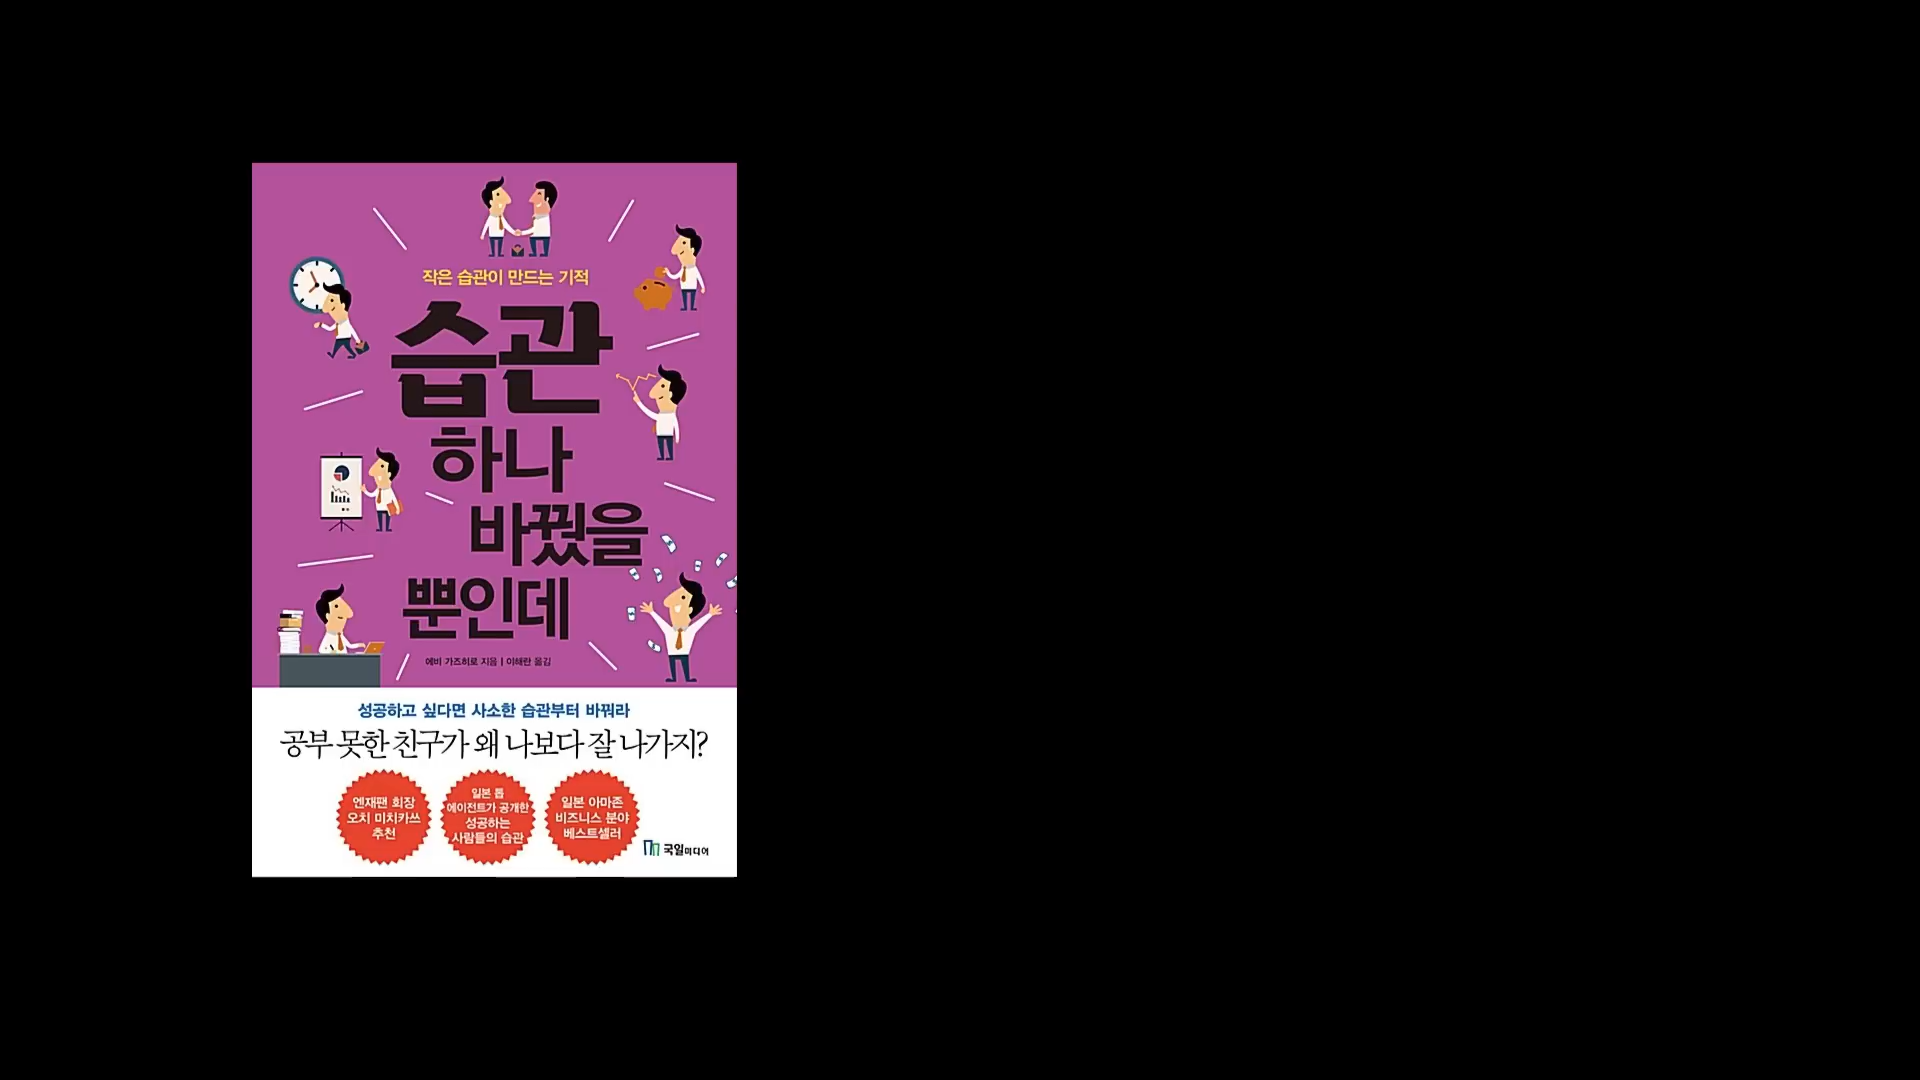 작은 습관이 만드는 기적
습관
하나
바꿨을
뿐인데
에비 가즈히로 지음 | 이해란 옮김
성공하고 싶다면 사소한 습관부터 바꿔라
공부 못한 친구가 왜 나보다 잘 나가지?
엔재팬 회장
오치 미치카쓰
추천
일본 톱
에이전트가 공개한
성공하는
사람들의 습관
일본 아마존
비즈니스 분야
베스트셀러
국일미디어